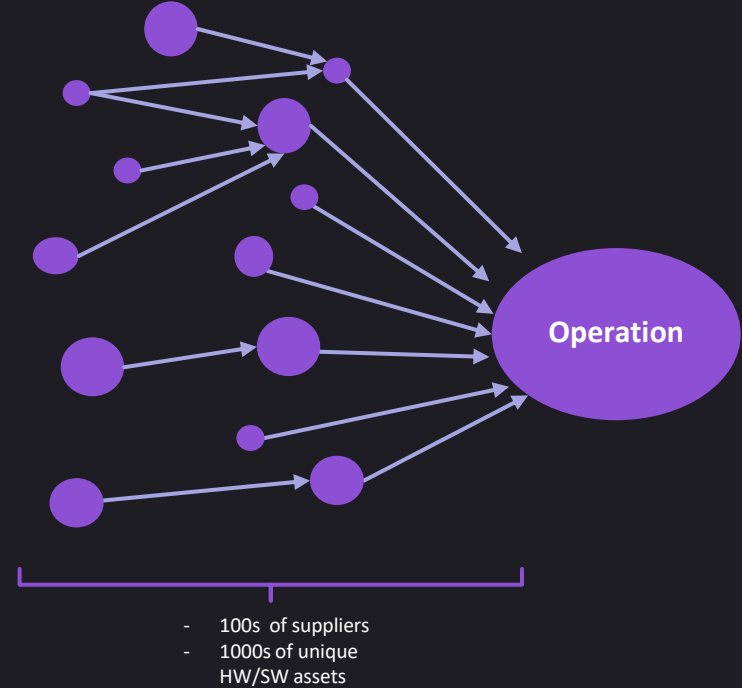 Operation
- 100s of suppliers
- 1000s of unique
HW/SW assets